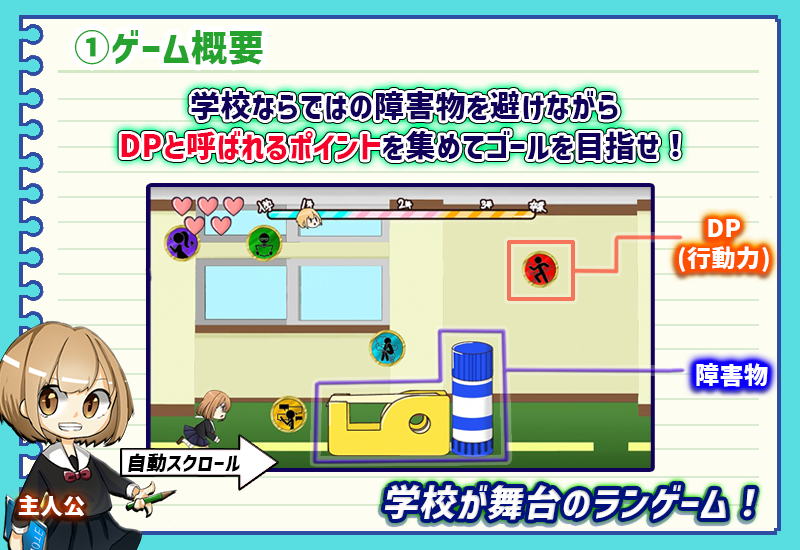 ①ゲーム概要
学校ならではの障害物を避けながら
DPと呼ばれるポイントを集めてゴールを目指せ！
DP
(行動力)
障害物
自動スクロール
主人公
学校が舞台のランゲーム！